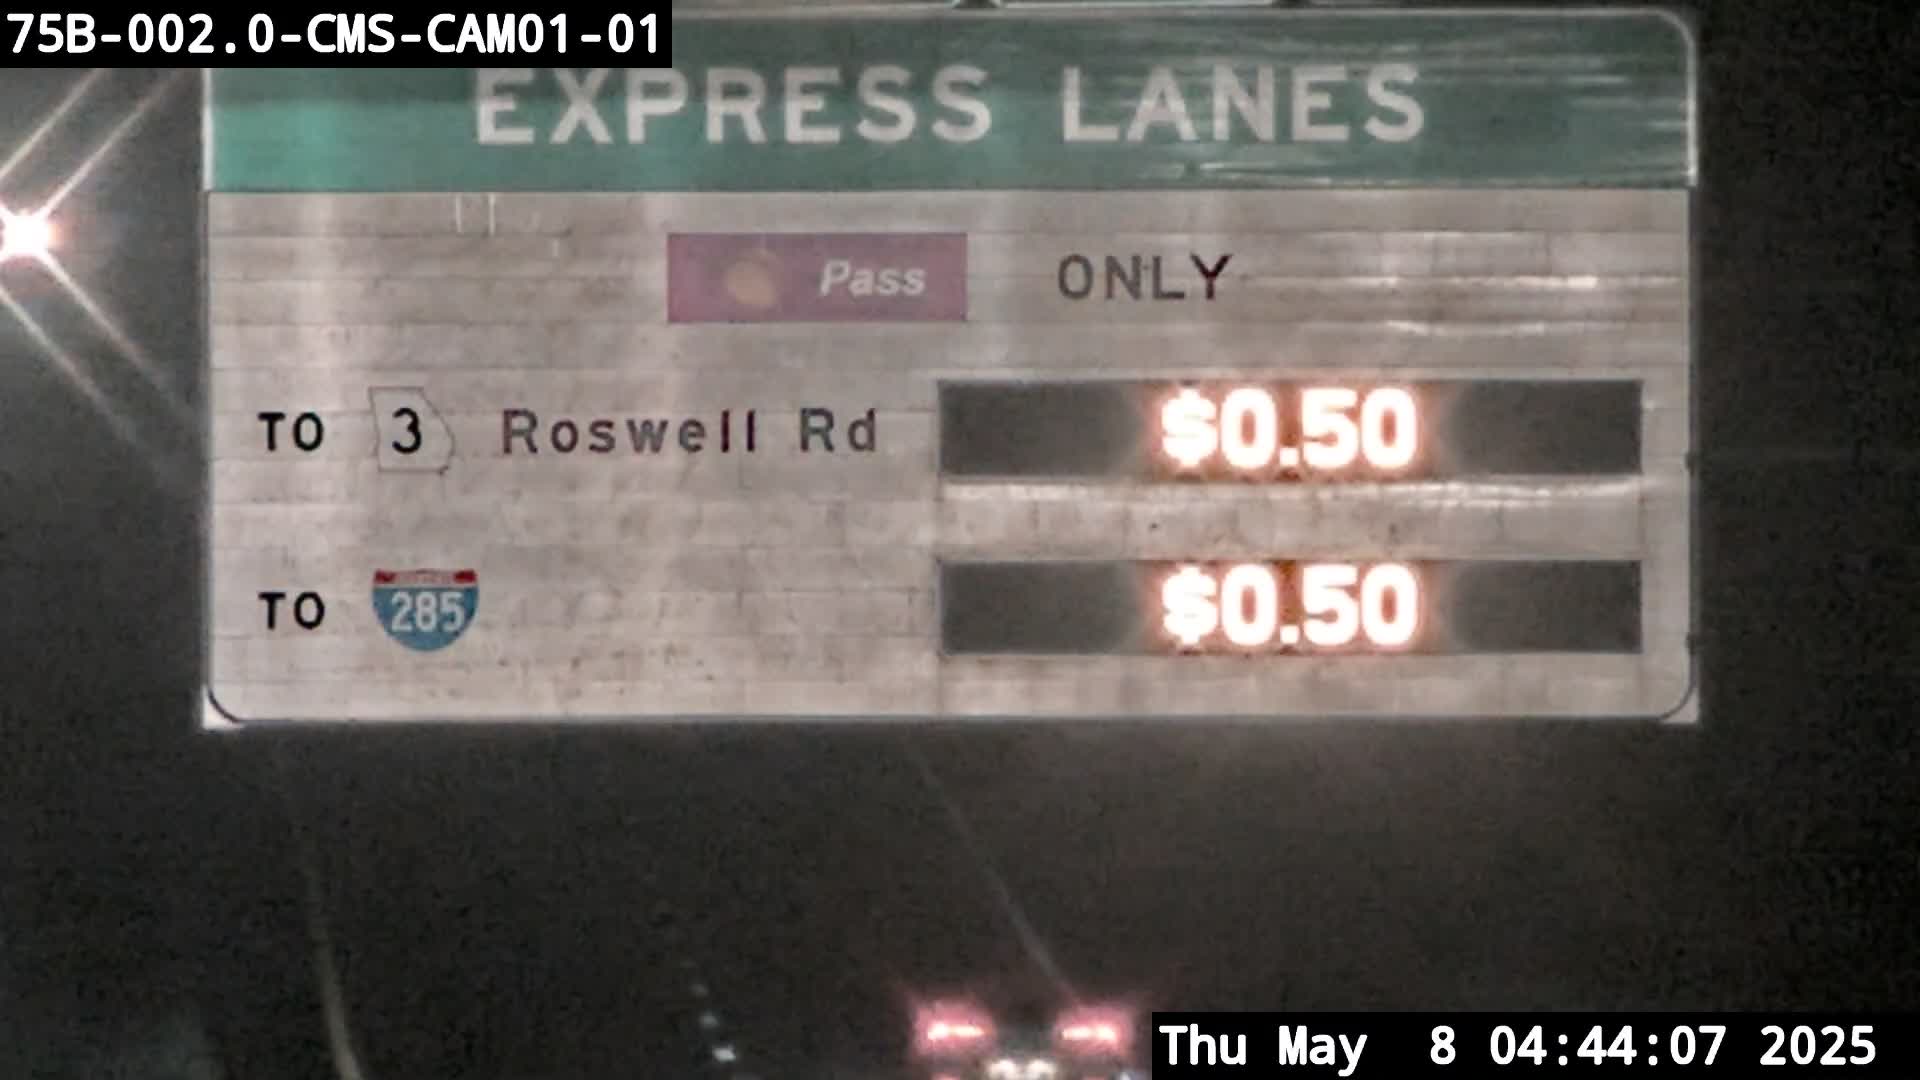 75B-002.0-CMS-CAM01-01
EXPRESS LANES
Pass ONLY
TO 3 Roswell Rd $0.50
TO 285 $0.50
Thu May 8 04:44:07 2025